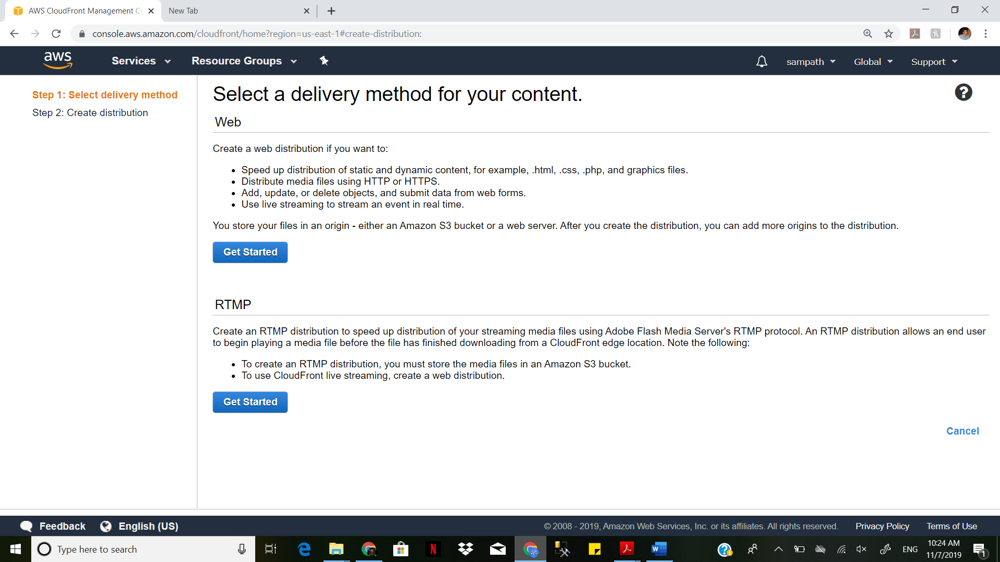 AWS CloudFront Management Co
New Tab
console.aws.amazon.com/cloudfront/home?region=us-east-1#create-distribution:
aws
Services
Resource Groups
sampath
Global
Support
Step 1: Select delivery method
Step 2: Create distribution
Select a delivery method for your content.
?
Web
Create a web distribution if you want to:
Speed up distribution of static and dynamic content, for example, .html, .css, .php, and graphics files.
Distribute media files using HTTP or HTTPS.
Add, update, or delete objects, and submit data from web forms.
Use live streaming to stream an event in real time.
You store your files in an origin - either an Amazon S3 bucket or a web server. After you create the distribution, you can add more origins to the distribution.
Get Started
RTMP
Create an RTMP distribution to speed up distribution of your streaming media files using Adobe Flash Media Server's RTMP protocol. An RTMP distribution allows an end user
to begin playing a media file before the file has finished downloading from a CloudFront edge location. Note the following:
To create an RTMP distribution, you must store the media files in an Amazon S3 bucket.
To use CloudFront live streaming, create a web distribution.
Get Started
Cancel
Feedback
English (US)
© 2008 - 2019, Amazon Web Services, Inc. or its affiliates. All rights reserved.
Privacy Policy
Terms of Use
Type here to search
ENG
10:24 AM
11/7/2019
1